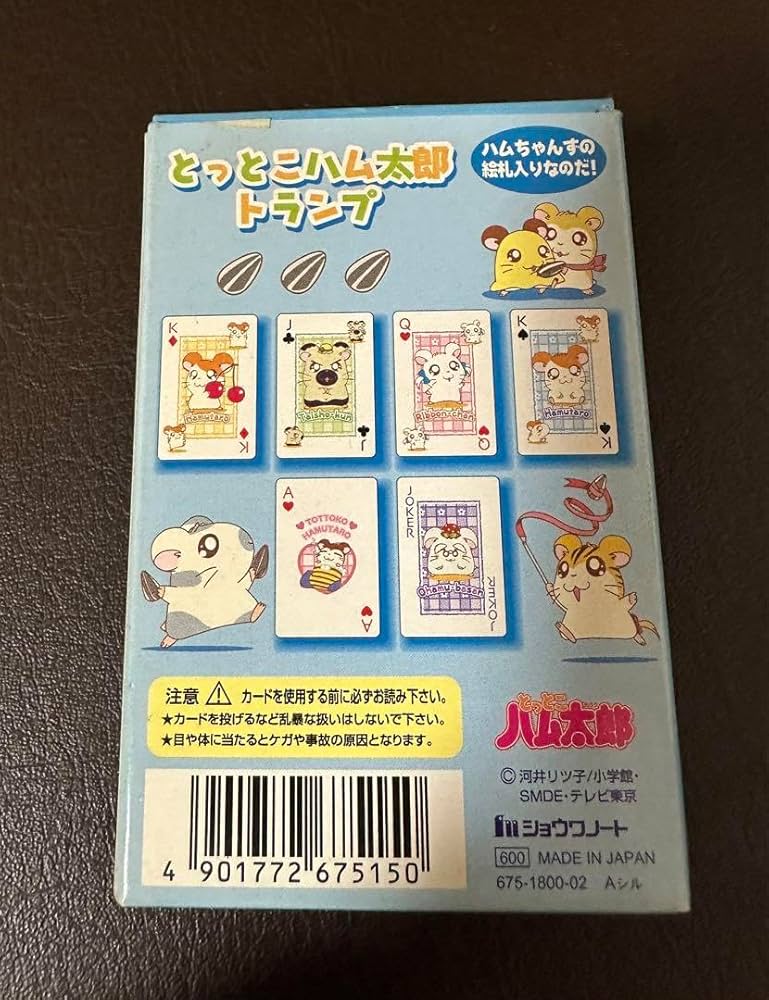 とっとこハム太郎
トランプ
ハムちゃんずの
絵札入りなのだ!
K
Hamutaro
K
J
Taisho-kun
J
Q
Ribbon-chan
Q
K
Hamutaro
K
A
TOTTOKO
HAMUTARO
A
JOKER
JOKER
注意 ⚠ カードを使用する前に必ずお読み下さい。
★カードを投げるなど乱暴な扱いはしないで下さい。
★目や体に当たるとケガや事故の原因となります。
とっとこ
ハム太郎
©河井リツ子/小学館・
SMDE・テレビ東京
ショウワノート
600 MADE IN JAPAN
675-1800-02 Aシル
4 901772 675150